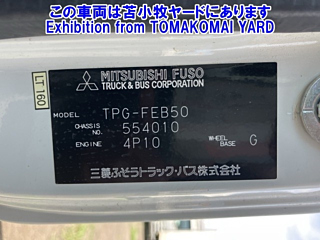 この車両は苫小牧ヤードにあります
Exhibition from TOMAKOMAI YARD
LT160
MITSUBISHI FUSO
TRUCK & BUS CORPORATION
MODEL TPG-FEB50
CHASSIS NO. 554010
ENGINE 4P10 WHEEL BASE G
三菱ふそうトラック・バス株式会社